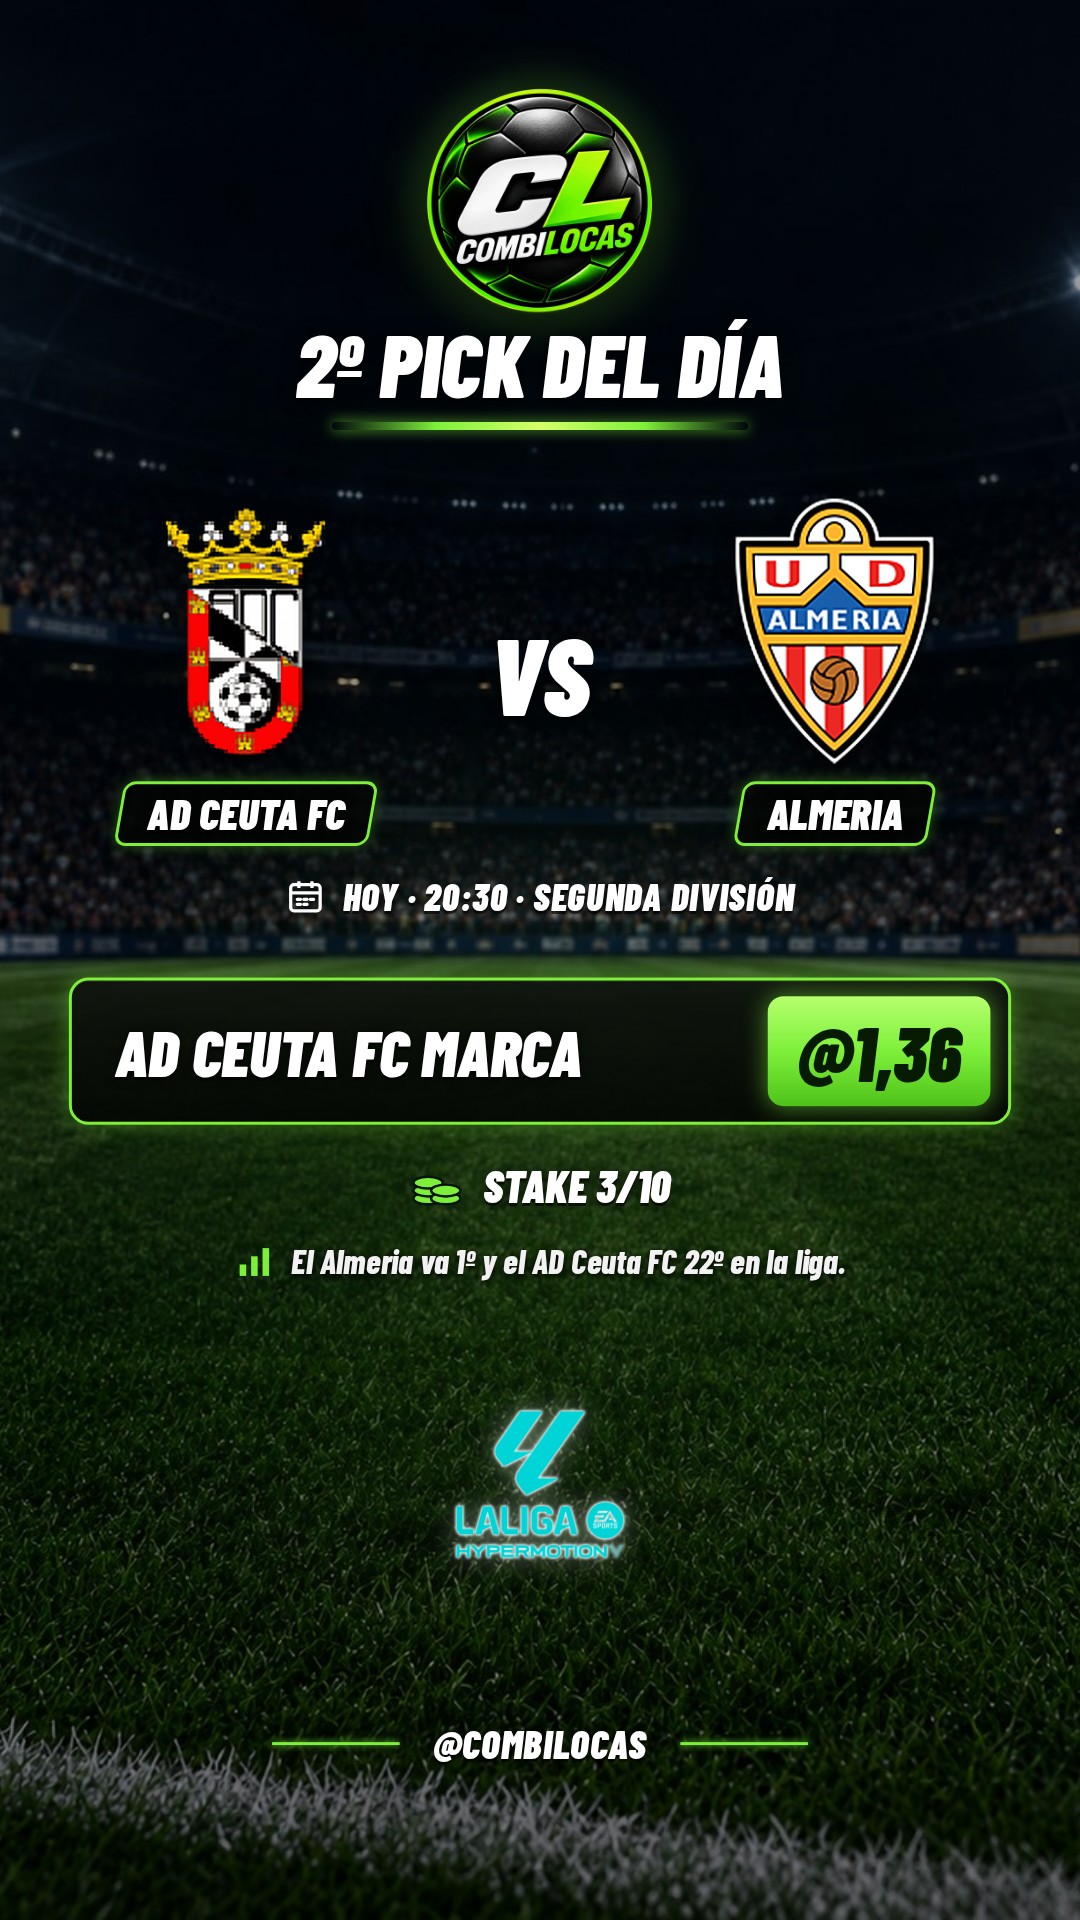 CL
COMBILOCAS
2º PICK DEL DÍA
U D
ALMERIA
VS
AD CEUTA FC
ALMERIA
HOY · 20:30 · SEGUNDA DIVISIÓN
AD CEUTA FC MARCA
@1,36
STAKE 3/10
El Almeria va 1º y el AD Ceuta FC 22º en la liga.
LALIGA
EA SPORTS
HYPERMOTION
@COMBILOCAS